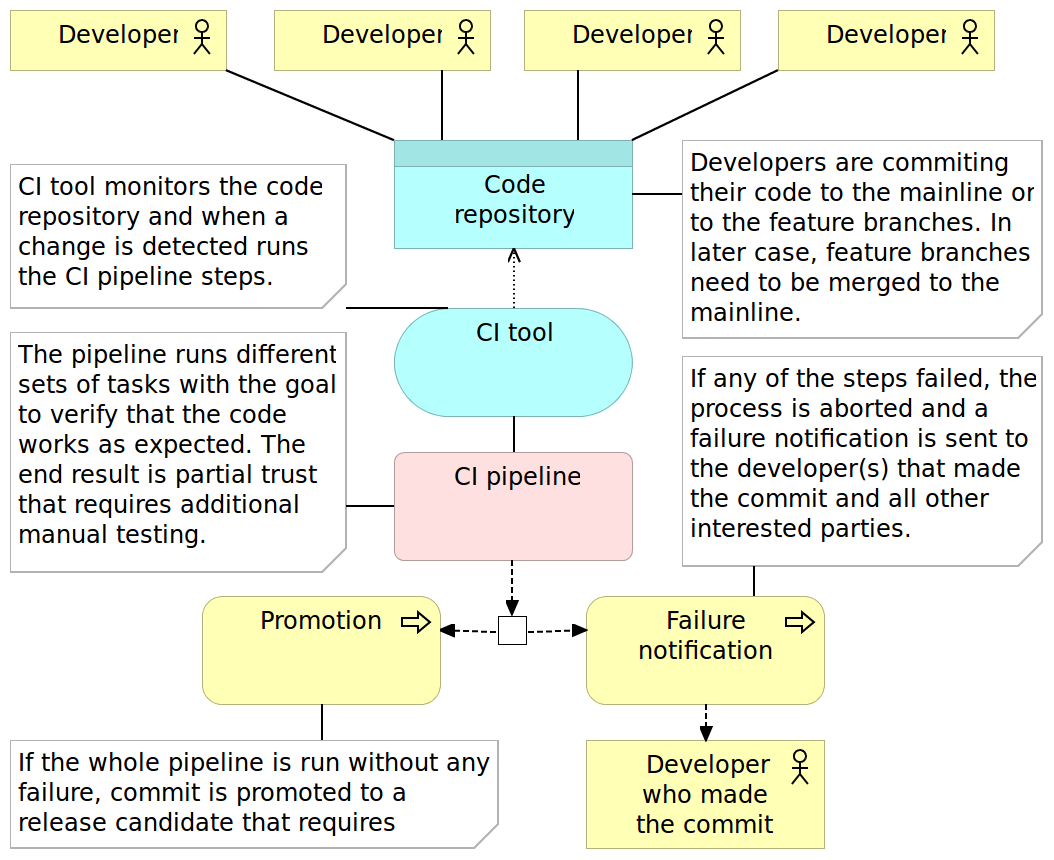 Developer
Developer
Developer
Developer
Code
repository
CI tool monitors the code
repository and when a
change is detected runs
the CI pipeline steps.
Developers are commiting
their code to the mainline or
to the feature branches. In
later case, feature branches
need to be merged to the
mainline.
CI tool
The pipeline runs different
sets of tasks with the goal
to verify that the code
works as expected. The
end result is partial trust
that requires additional
manual testing.
If any of the steps failed, the
process is aborted and a
failure notification is sent to
the developer(s) that made
the commit and all other
interested parties.
CI pipeline
Promotion
Failure
notification
If the whole pipeline is run without any
failure, commit is promoted to a
release candidate that requires
Developer
who made
the commit